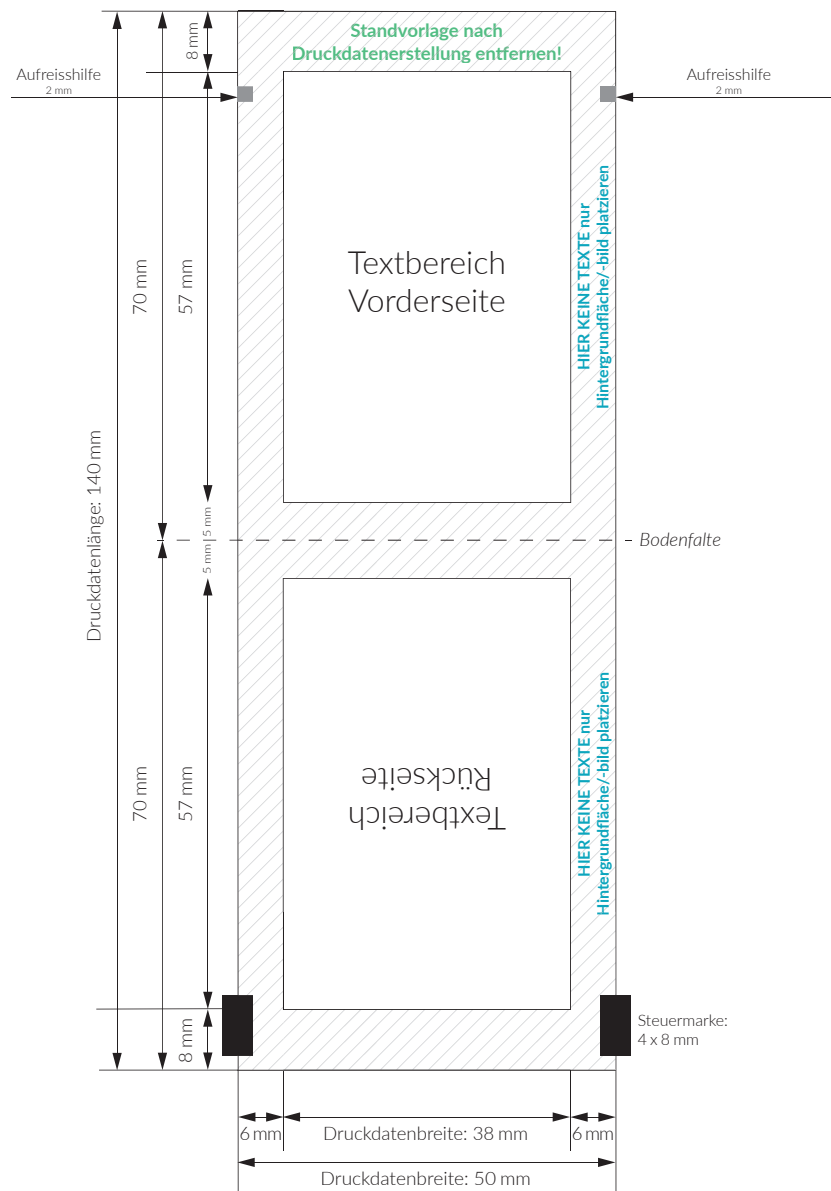 Standvorlage nach
Druckdatenerstellung entfernen!
8 mm
Aufreisshilfe
2 mm
Aufreisshilfe
2 mm
Textbereich
Vorderseite
HIER KEINE TEXTE nur
Hintergrundfläche/-bild platzieren
70 mm
57 mm
Druckdatenlänge: 140 mm
5 mm
5 mm
Bodenfalte
Textbereich
Rückseite
HIER KEINE TEXTE nur
Hintergrundfläche/-bild platzieren
70 mm
57 mm
8 mm
Steuermarke:
4 x 8 mm
6 mm
Druckdatenbreite: 38 mm
6 mm
Druckdatenbreite: 50 mm